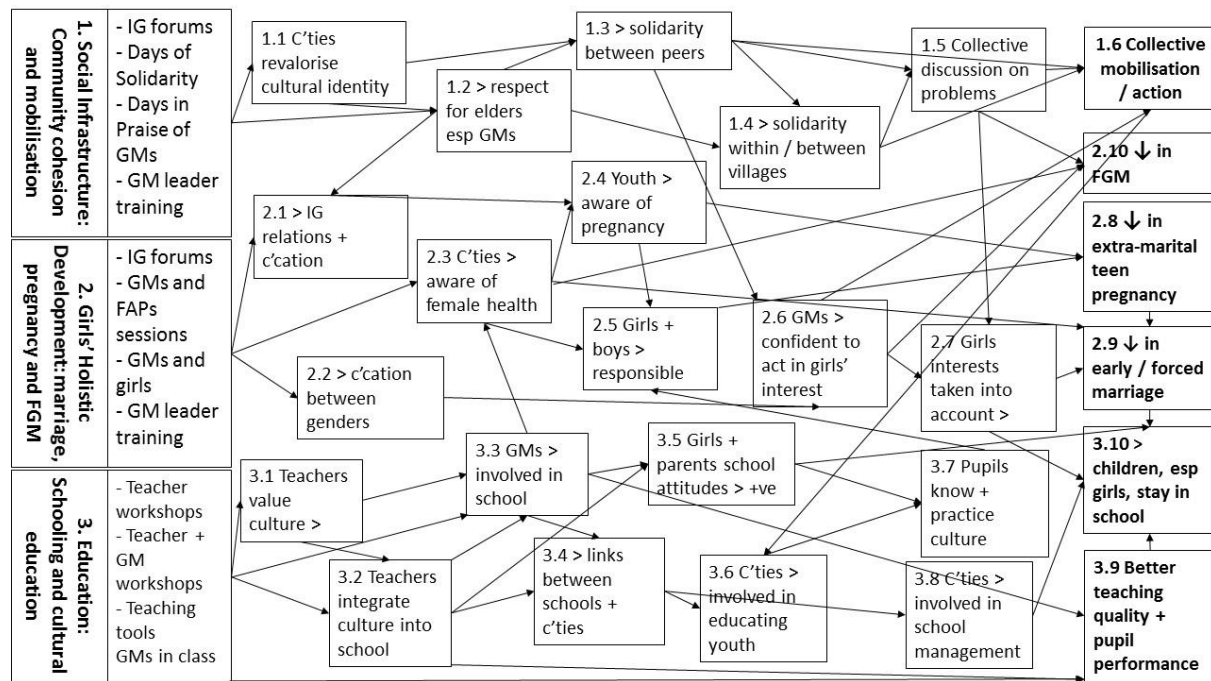 1. Social Infrastructure:
Community cohesion
and mobilisation
- IG forums
- Days of
Solidarity
- Days in
Praise of
GMs
- GM leader
training
1.1 C'ties
revalorise
cultural identity
1.2 > respect
for elders
esp GMs
1.3 > solidarity
between peers
1.4 > solidarity
within / between
villages
1.5 Collective
discussion on
problems
1.6 Collective
mobilisation
/ action
2. Girls' Holistic
Development: marriage,
pregnancy and FGM
- IG forums
- GMs and
FAPs
sessions
- GMs and
girls
- GM leader
training
2.1 > IG
relations +
c'cation
2.2 > c'cation
between
genders
2.3 C'ties >
aware of
female health
2.4 Youth >
aware of
pregnancy
2.5 Girls +
boys >
responsible
2.6 GMs >
confident to
act in girls'
interest
2.7 Girls
interests
taken into
account >
2.10 ↓ in
FGM
2.8 ↓ in
extra-marital
teen
pregnancy
2.9 ↓ in
early / forced
marriage
3. Education:
Schooling and cultural
education
- Teacher
workshops
- Teacher +
GM
workshops
- Teaching
tools
GMs in class
3.1 Teachers
value
culture >
3.2 Teachers
integrate
culture into
school
3.3 GMs >
involved in
school
3.4 > links
between
schools +
c'ties
3.5 Girls +
parents school
attitudes > +ve
3.6 C'ties >
involved in
educating
youth
3.7 Pupils
know +
practice
culture
3.8 C'ties >
involved in
school
management
3.10 >
children, esp
girls, stay in
school
3.9 Better
teaching
quality +
pupil
performance